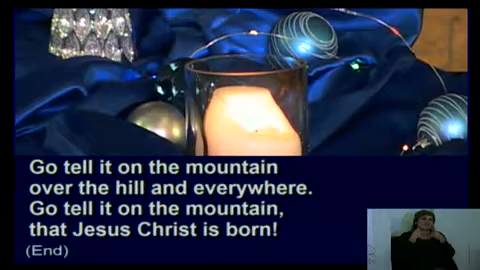 Go tell it on the mountain
over the hill and everywhere.
Go tell it on the mountain,
that Jesus Christ is born!
(End)